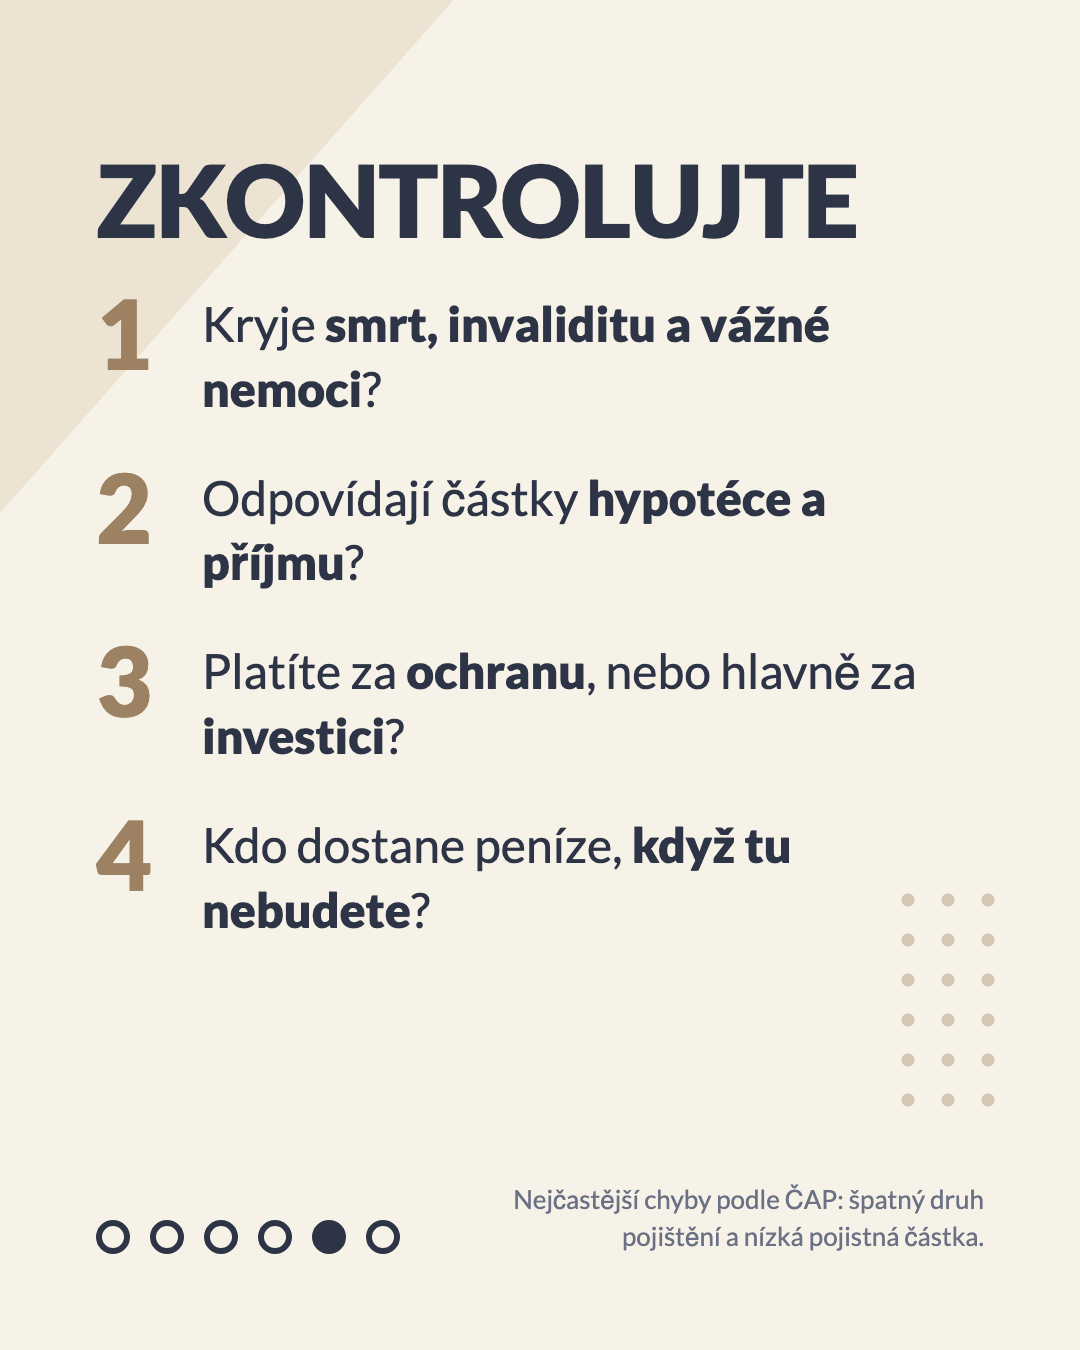 ZKONTROLUJTE
1 Kryje smrt, invaliditu a vážné
nemoci?
2 Odpovídají částky hypotéce a
příjmu?
3 Platíte za ochranu, nebo hlavně za
investici?
4 Kdo dostane peníze, když tu
nebudete?
Nejčastější chyby podle ČAP: špatný druh
pojištění a nízká pojistná částka.